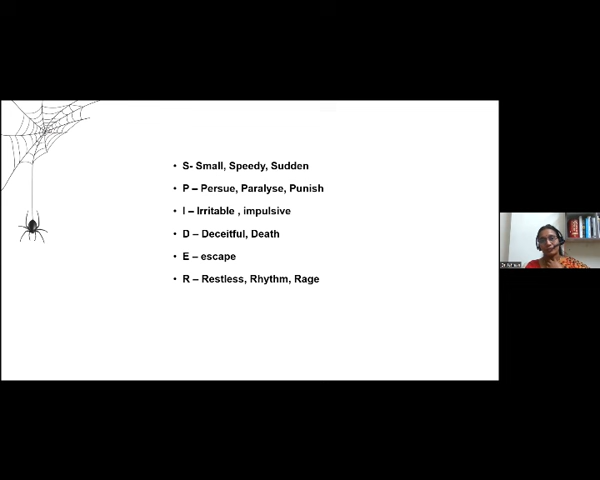 • S- Small, Speedy, Sudden
• P – Persue, Paralyse, Punish
• I – Irritable , impulsive
• D – Deceitful, Death
• E – escape
• R – Restless, Rhythm, Rage